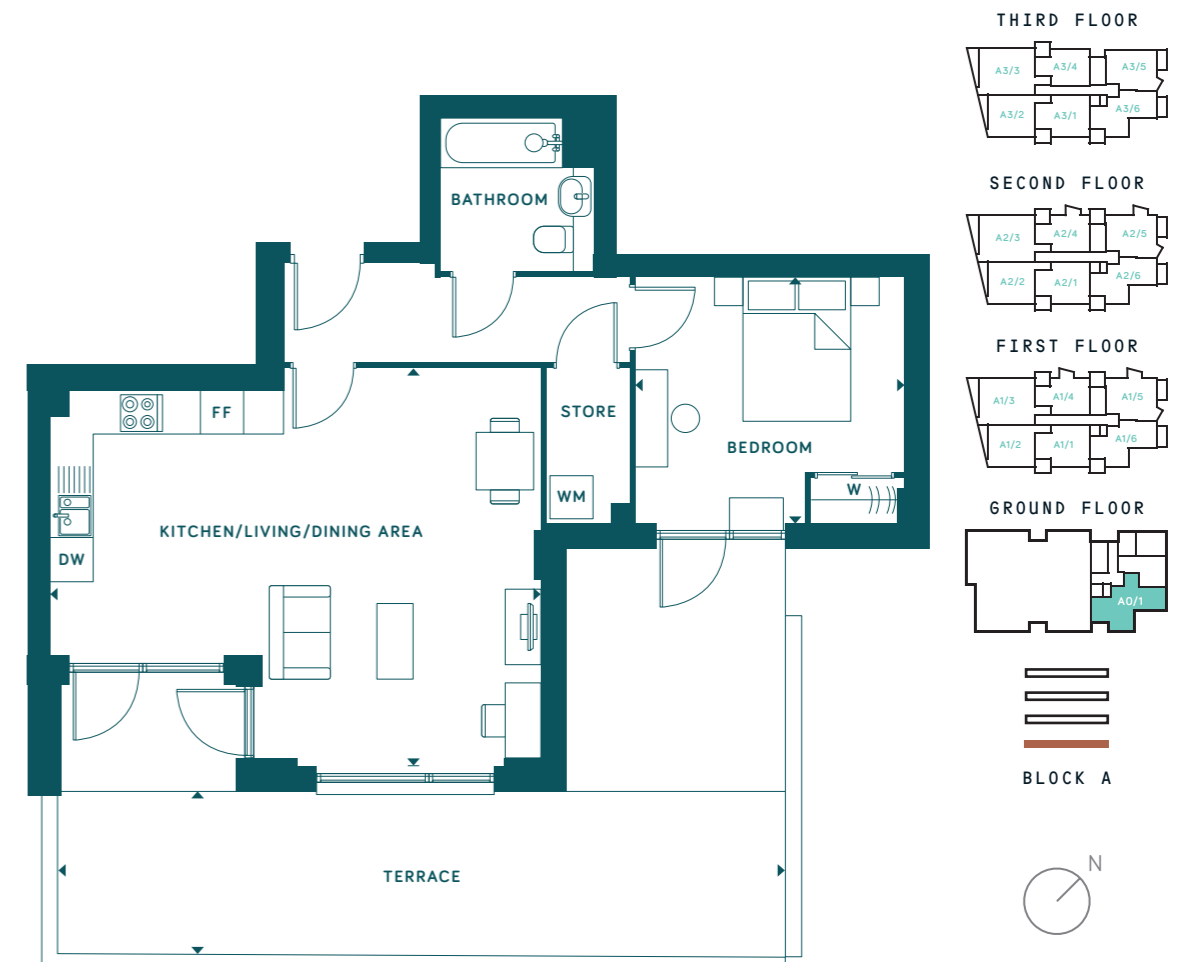 BATHROOM
FF
STORE
BEDROOM
WM
W
KITCHEN/LIVING/DINING AREA
DW
TERRACE
THIRD FLOOR
A3/3
A3/4
A3/5
A3/2
A3/1
A3/6
SECOND FLOOR
A2/3
A2/4
A2/5
A2/2
A2/1
A2/6
FIRST FLOOR
A1/3
A1/4
A1/5
A1/2
A1/1
A1/6
GROUND FLOOR
A0/1
BLOCK A
N